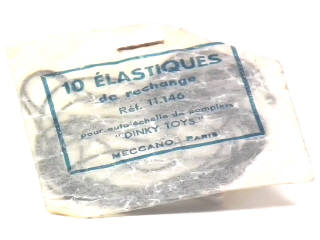 10 ÉLASTIQUES
de rechange
Réf. 11.146
pour auto-échelle de pompiers
"DINKY TOYS"
MECCANO - PARIS